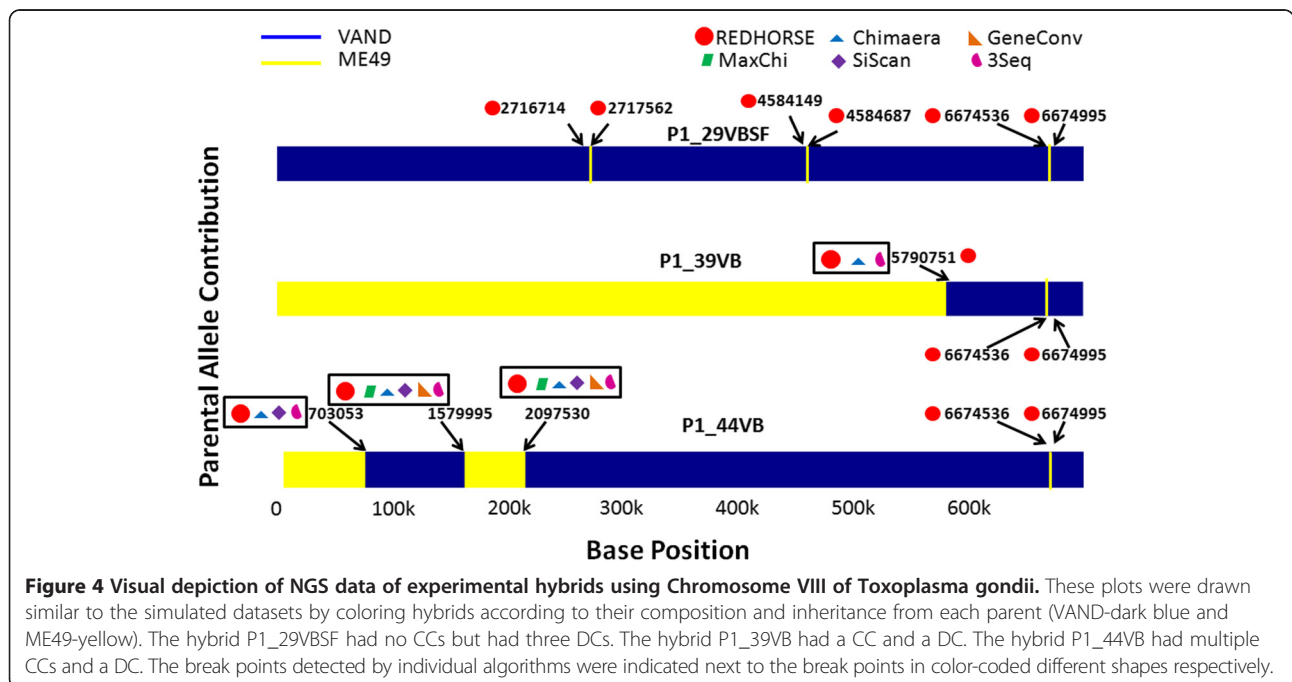 VAND
ME49
REDHORSE Chimaera GeneConv
MaxChi SiScan 3Seq
2716714 2717562 4584149 4584687 6674536 6674995
P1_29VBSF
Parental Allele Contribution
P1_39VB
5790751
6674536 6674995
703053 1579995 2097530
P1_44VB
6674536 6674995
0 100k 200k 300k 400k 500k 600k
Base Position
Figure 4 Visual depiction of NGS data of experimental hybrids using Chromosome VIII of Toxoplasma gondii. These plots were drawn
similar to the simulated datasets by coloring hybrids according to their composition and inheritance from each parent (VAND-dark blue and
ME49-yellow). The hybrid P1_29VBSF had no CCs but had three DCs. The hybrid P1_39VB had a CC and a DC. The hybrid P1_44VB had multiple
CCs and a DC. The break points detected by individual algorithms were indicated next to the break points in color-coded different shapes respectively.